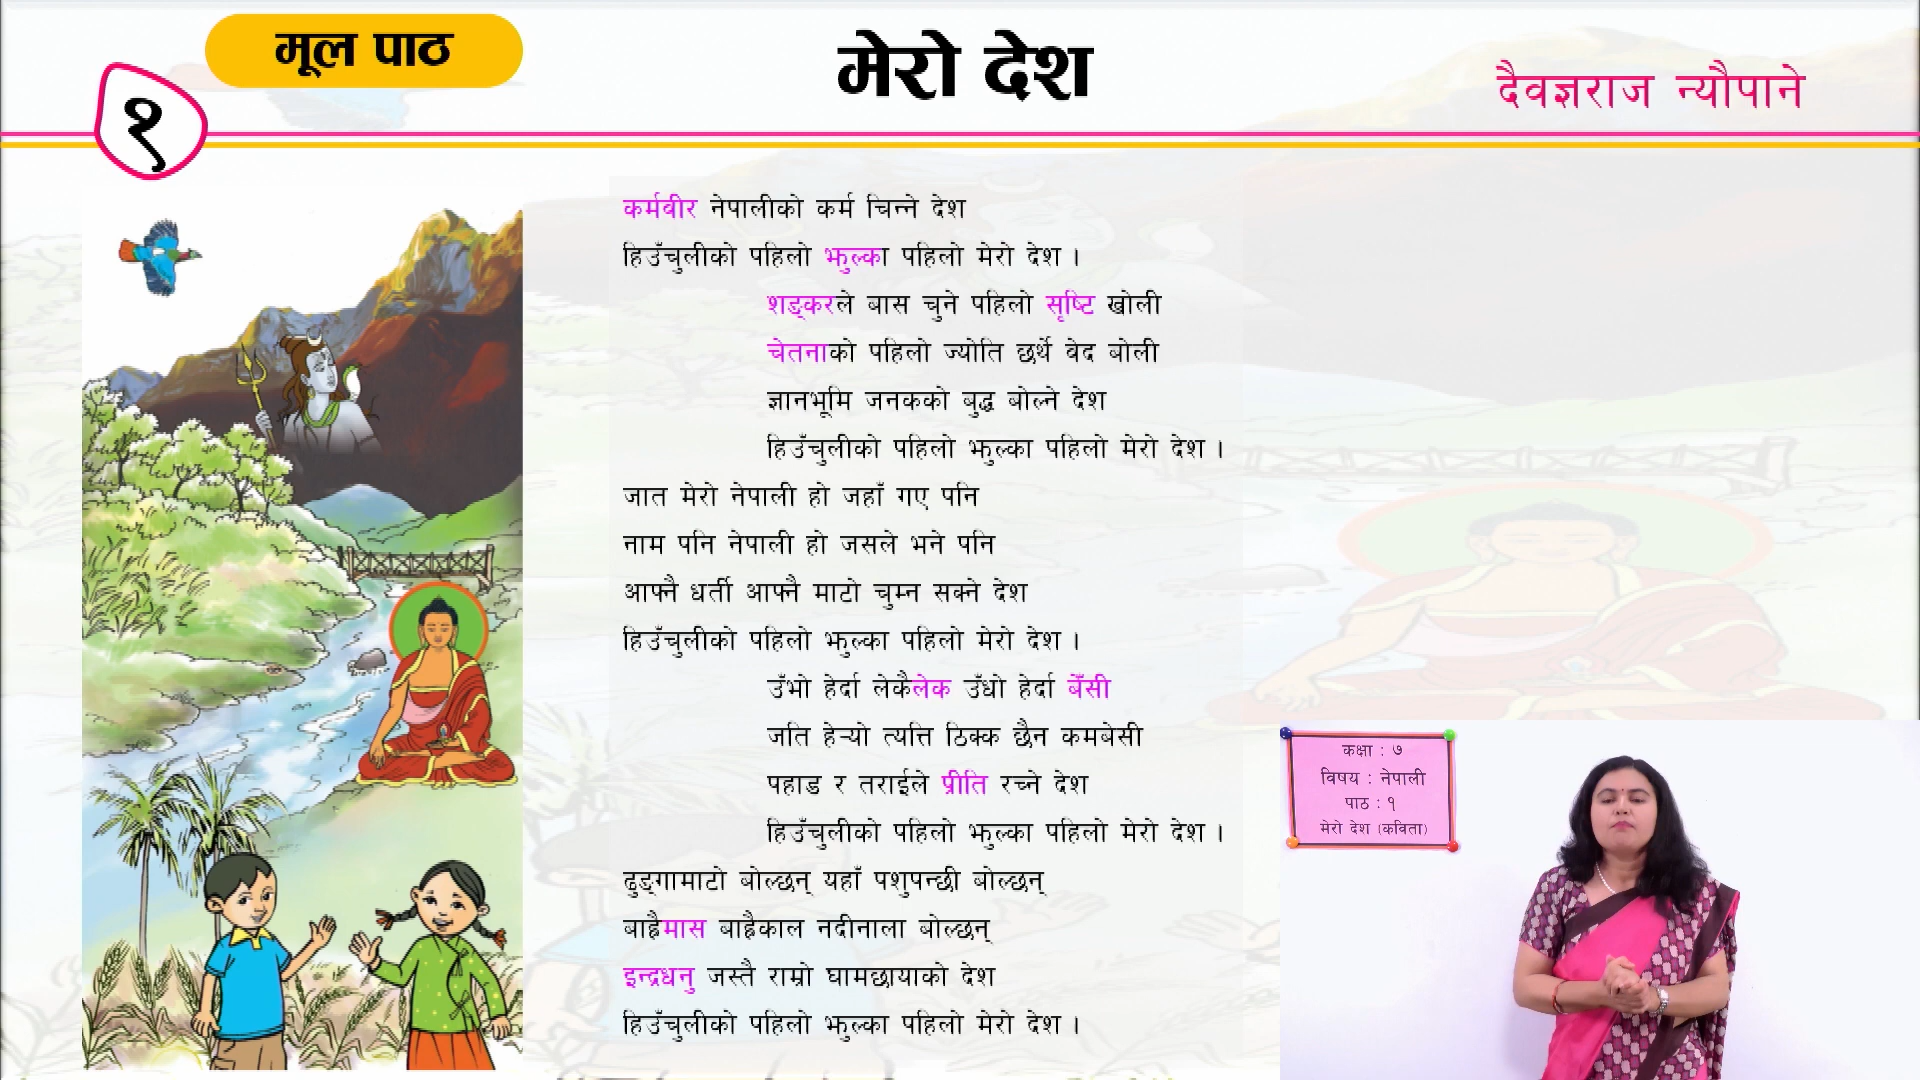 मूल पाठ
१
मेरो देश
दैवज्ञराज न्यौपाने
कर्मबीर नेपालीको कर्म चिन्ने देश
हिउँचुलीको पहिलो झुल्का पहिलो मेरो देश ।
शङ्करले बास चुने पहिलो सृष्टि खोली
चेतनाको पहिलो ज्योति छर्थे वेद बोली
ज्ञानभूमि जनकको बुद्ध बोल्ने देश
हिउँचुलीको पहिलो झुल्का पहिलो मेरो देश ।
जात मेरो नेपाली हो जहाँ गए पनि
नाम पनि नेपाली हो जसले भने पनि
आफ्नै धर्ती आफ्नै माटो चुम्न सक्ने देश
हिउँचुलीको पहिलो झुल्का पहिलो मेरो देश ।
उँभो हेर्दा लेकैलेक उँधो हेर्दा बेँसी
जति हेऱ्यो त्यत्ति ठिक्क छैन कमबेसी
पहाड र तराईले प्रीति रच्ने देश
हिउँचुलीको पहिलो झुल्का पहिलो मेरो देश ।
ढुङ्गामाटो बोल्छन् यहाँ पशुपन्छी बोल्छन्
बाह्रैमास बाह्रैकाल नदीनाला बोल्छन्
इन्द्रधनु जस्तै राम्रो घामछायाको देश
हिउँचुलीको पहिलो झुल्का पहिलो मेरो देश ।
कक्षा : ७
विषय : नेपाली
पाठ : १
मेरो देश (कविता)